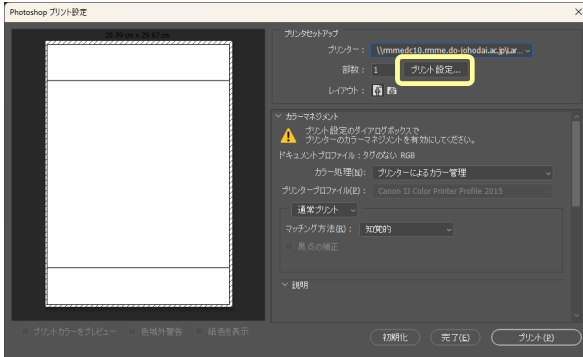 Photoshop プリント設定
20.99 cm x 29.67 cm
プリンタセットアップ
プリンター： \\rmmedc10.rmme.do-johodai.ac.jp\Lar...
部数： 1 プリント設定...
レイアウト：
カラーマネジメント
プリント設定のダイアログボックスで
プリンターのカラーマネジメントを有効にしてください。
ドキュメントプロファイル：タグのない RGB
カラー処理(N)： プリンターによるカラー管理
プリンタープロファイル(P)： Canon IJ Color Printer Profile 2015
通常プリント
マッチング方法(R)： 知覚的
黒点の補正
説明
プリントカラーをプレビュー 色域外警告 紙色を表示
初期化 完了(E) プリント(P)